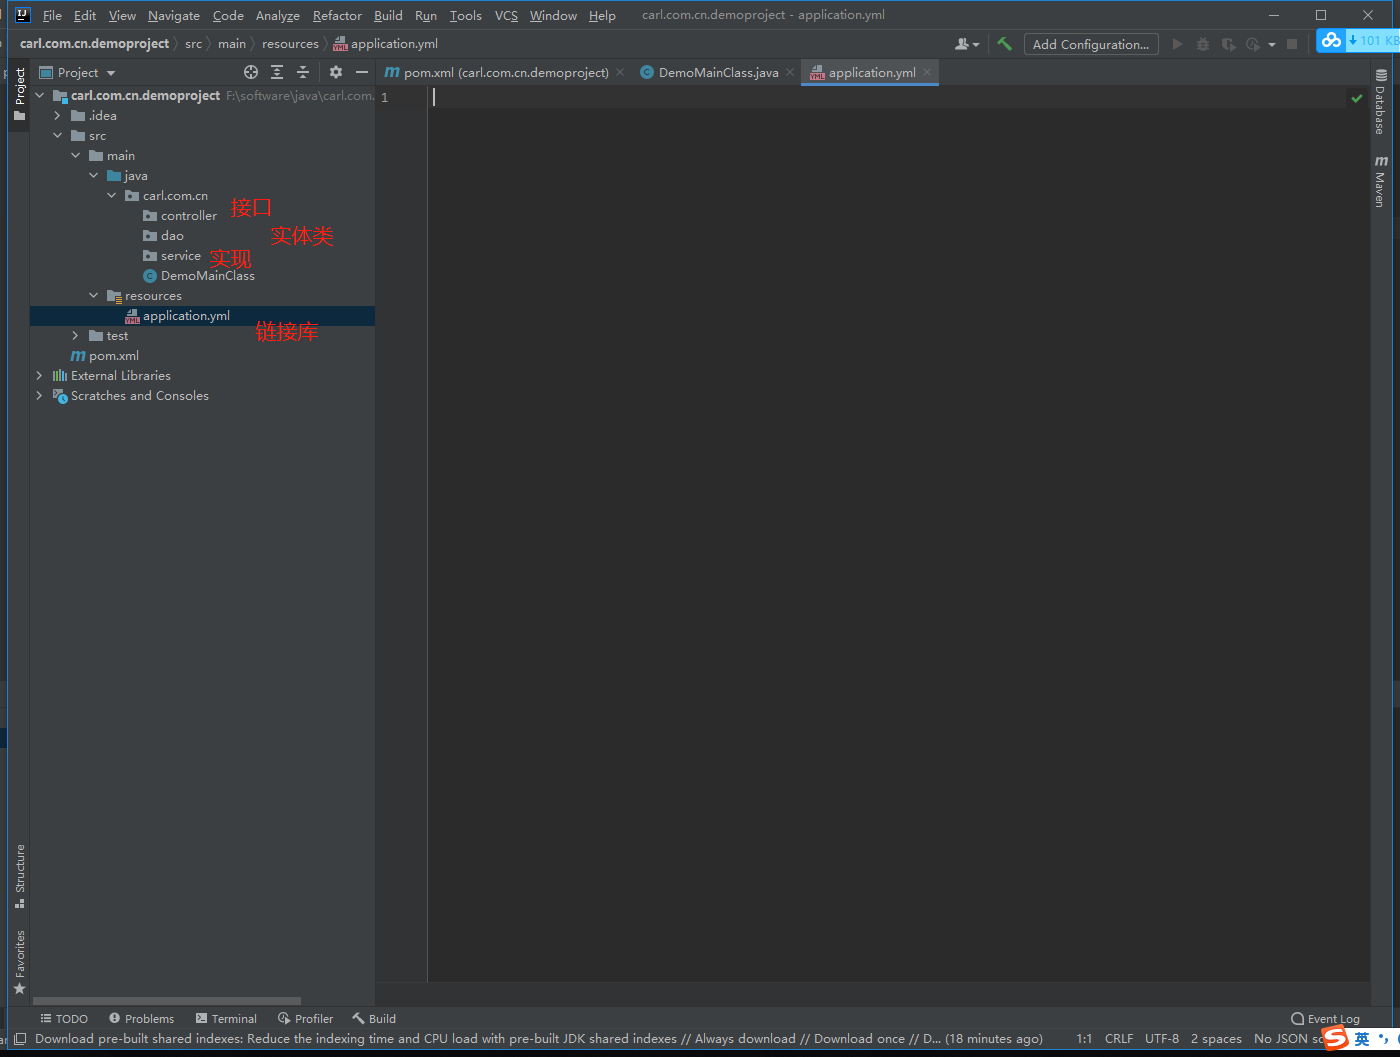 File Edit View Navigate Code Analyze Refactor Build Run Tools VCS Window Help carl.com.cn.demoproject - application.yml
carl.com.cn.demoproject src main resources application.yml Add Configuration... 101 KB
Project pom.xml (carl.com.cn.demoproject) DemoMainClass.java application.yml
Project
carl.com.cn.demoproject F:\software\java\carl.com. 1
.idea
src
main
java
carl.com.cn
controller 接口
dao 实体类
service 实现
DemoMainClass
resources
application.yml
链接库
test
pom.xml
External Libraries
Scratches and Consoles
Database
Maven
Structure
Favorites
TODO Problems Terminal Profiler Build Event Log
Download pre-built shared indexes: Reduce the indexing time and CPU load with pre-built JDK shared indexes // Always download // Download once // D... (18 minutes ago) 1:1 CRLF UTF-8 2 spaces No JSON sc 英